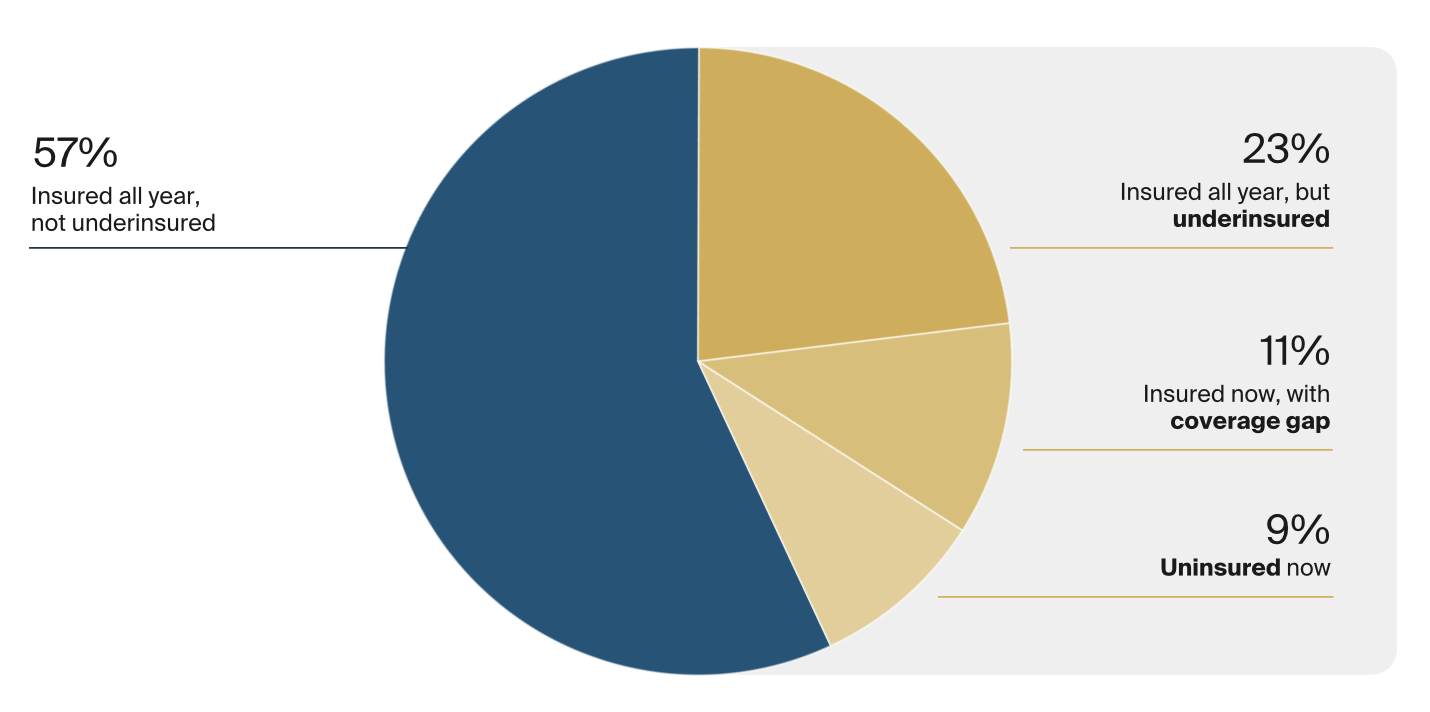 57%
Insured all year,
not underinsured
23%
Insured all year, but
underinsured
11%
Insured now, with
coverage gap
9%
Uninsured now